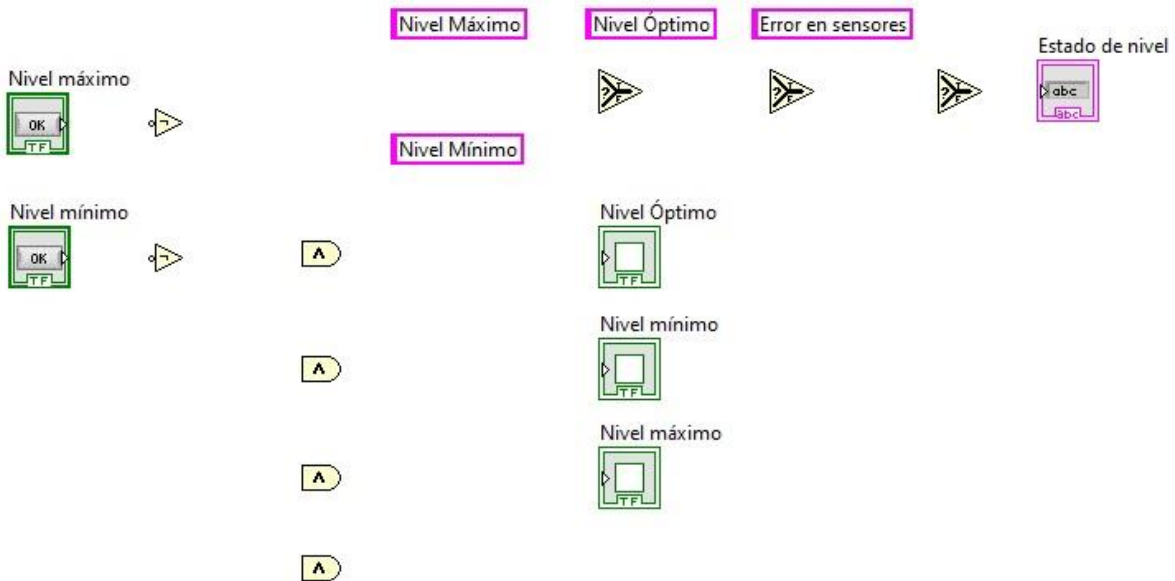 Nivel Máximo
Nivel Óptimo
Error en sensores
Estado de nivel
abc
abc
Nivel máximo
OK
TF
? T F
? T F
? T F
Nivel Mínimo
Nivel mínimo
OK
TF
Nivel Óptimo
TF
Nivel mínimo
TF
Nivel máximo
TF